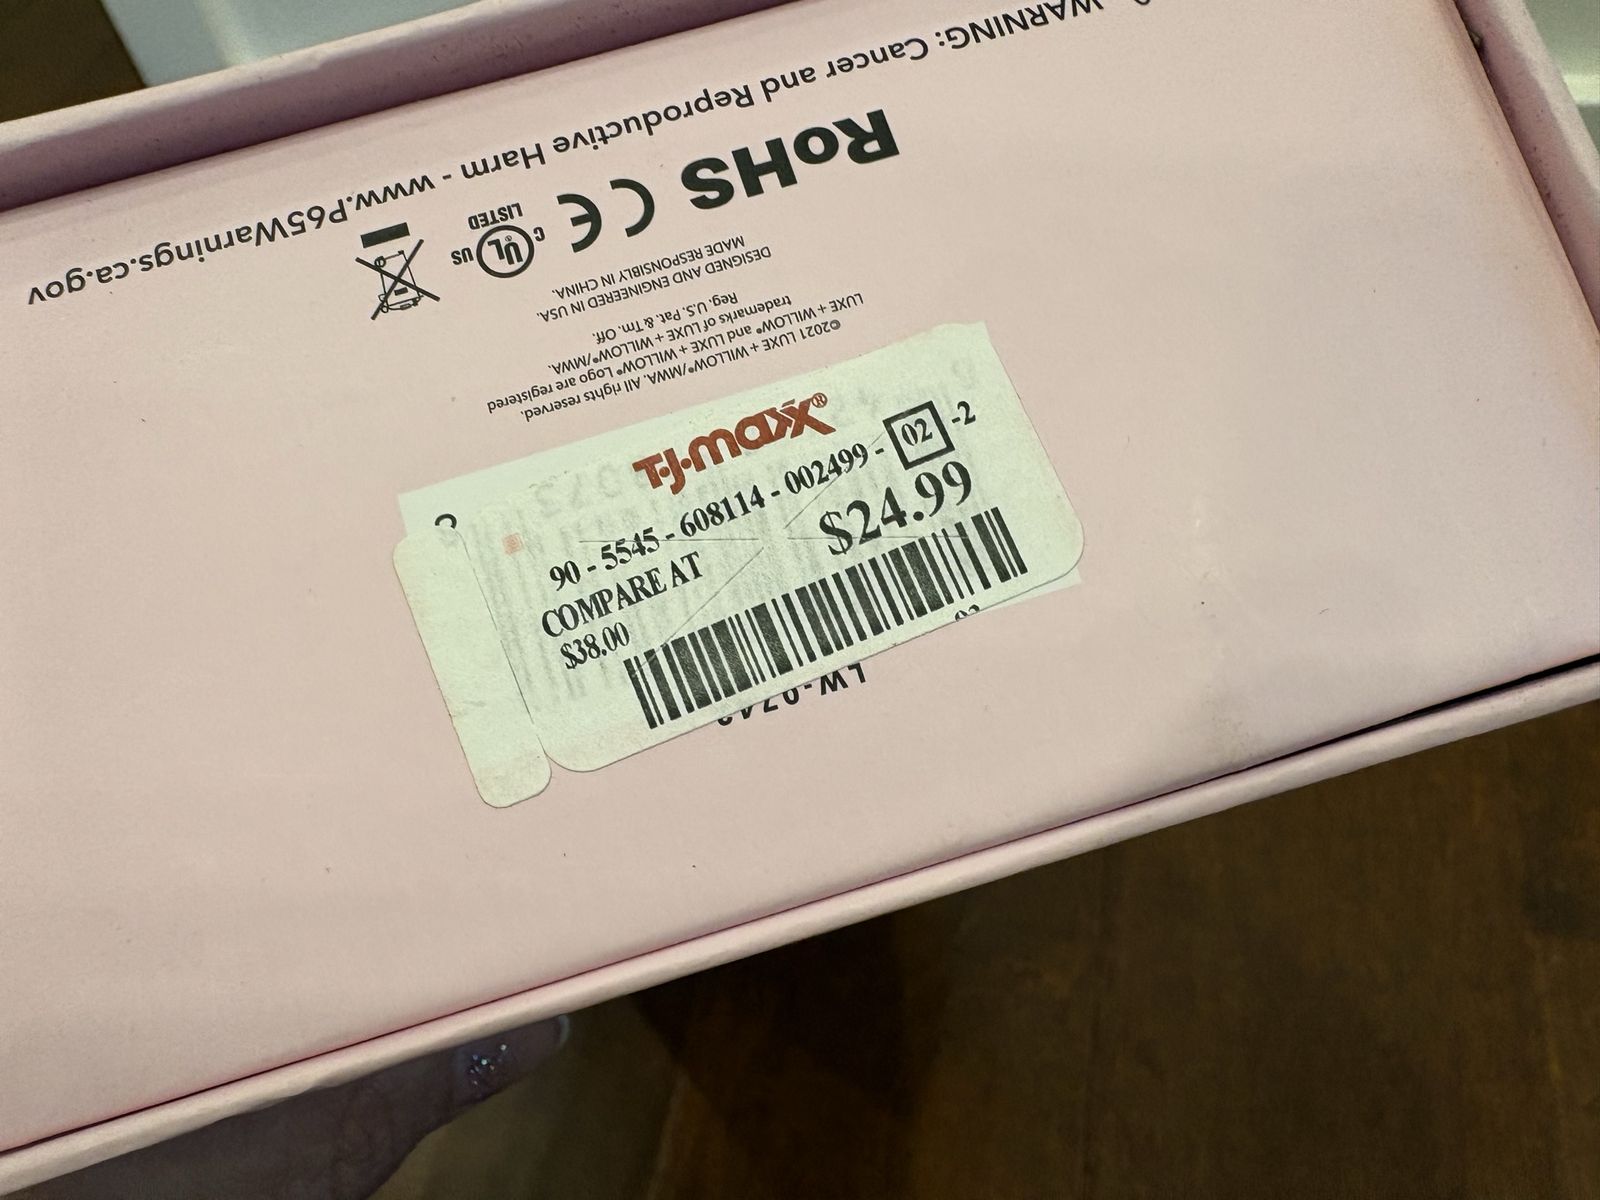 T·J·maxx®
90 - 5545 - 608114 - 002499 - 02 -2
COMPARE AT
$38.00
$24.99
LW-0742
©2021 LUXE + WILLOW®/MWA. All rights reserved.
LUXE + WILLOW® and LUXE + WILLOW® Logo are registered
trademarks of LUXE + WILLOW®/MWA.
Reg. U.S. Pat. & Tm. Off.
DESIGNED AND ENGINEERED IN USA.
MADE RESPONSIBLY IN CHINA.
RoHS CE C UL® US
LISTED
WARNING: Cancer and Reproductive Harm - www.P65Warnings.ca.gov